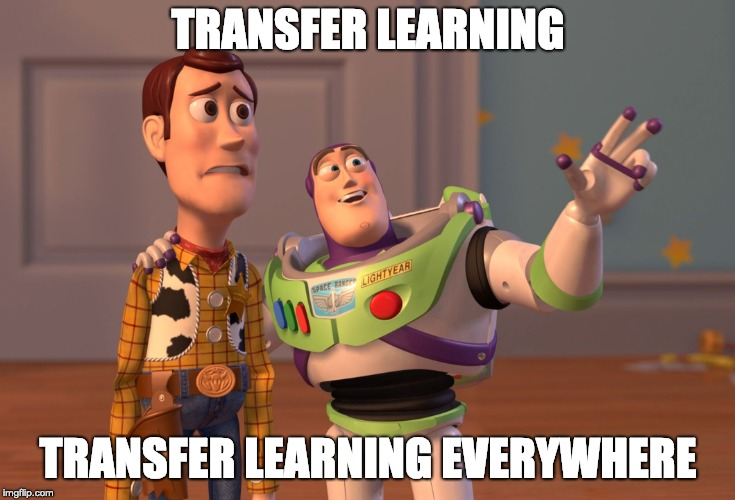 TRANSFER LEARNING
SPACE RANGER
LIGHTYEAR
TRANSFER LEARNING EVERYWHERE
imgflip.com